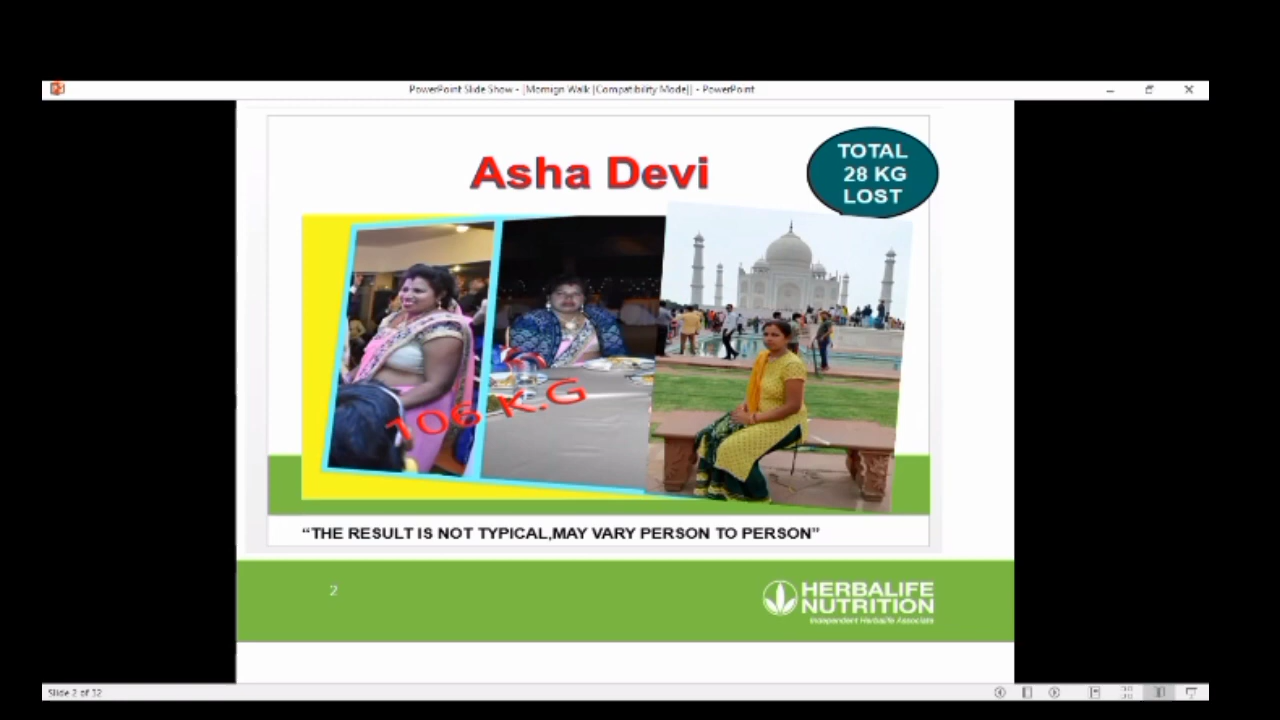 PowerPoint Slide Show - [Mornign Walk [Compatibility Mode]] - PowerPoint
TOTAL
28 KG
LOST
Asha Devi
106 K.G
“THE RESULT IS NOT TYPICAL,MAY VARY PERSON TO PERSON”
2
HERBALIFE
NUTRITION
Independent Herbalife Associate
Slide 2 of 32